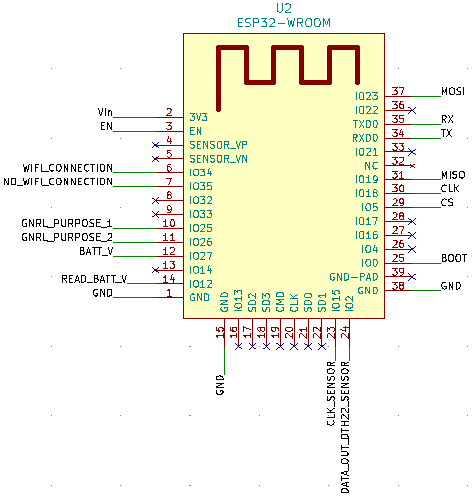 U2
ESP32-WROOM
VIn 2 3V3
EN 3 EN
4 SENSOR_VP
5 SENSOR_VN
WIFI_CONNECTION 6 IO34
NO_WIFI_CONNECTION 7 IO35
8 IO32
9 IO33
GNRL_PURPOSE_1 10 IO25
GNRL_PURPOSE_2 11 IO26
BATT_V 12 IO27
13 IO14
READ_BATT_V 14 IO12
GND 1 GND
IO23 37 MOSI
IO22 36
TXD0 35 RX
RXD0 34 TX
IO21 33
NC 32
IO19 31 MISO
IO18 30 CLK
IO5 29 CS
IO17 28
IO16 27
IO4 26
IO0 25 BOOT
GND-PAD 39
GND 38 GND
GND 15 GND
IO13 16
SD2 17
SD3 18
CMD 19
CLK 20
SD0 21
SD1 22
IO15 23 CLK_SENSOR
IO2 24 DATA_OUT_DTH22_SENSOR